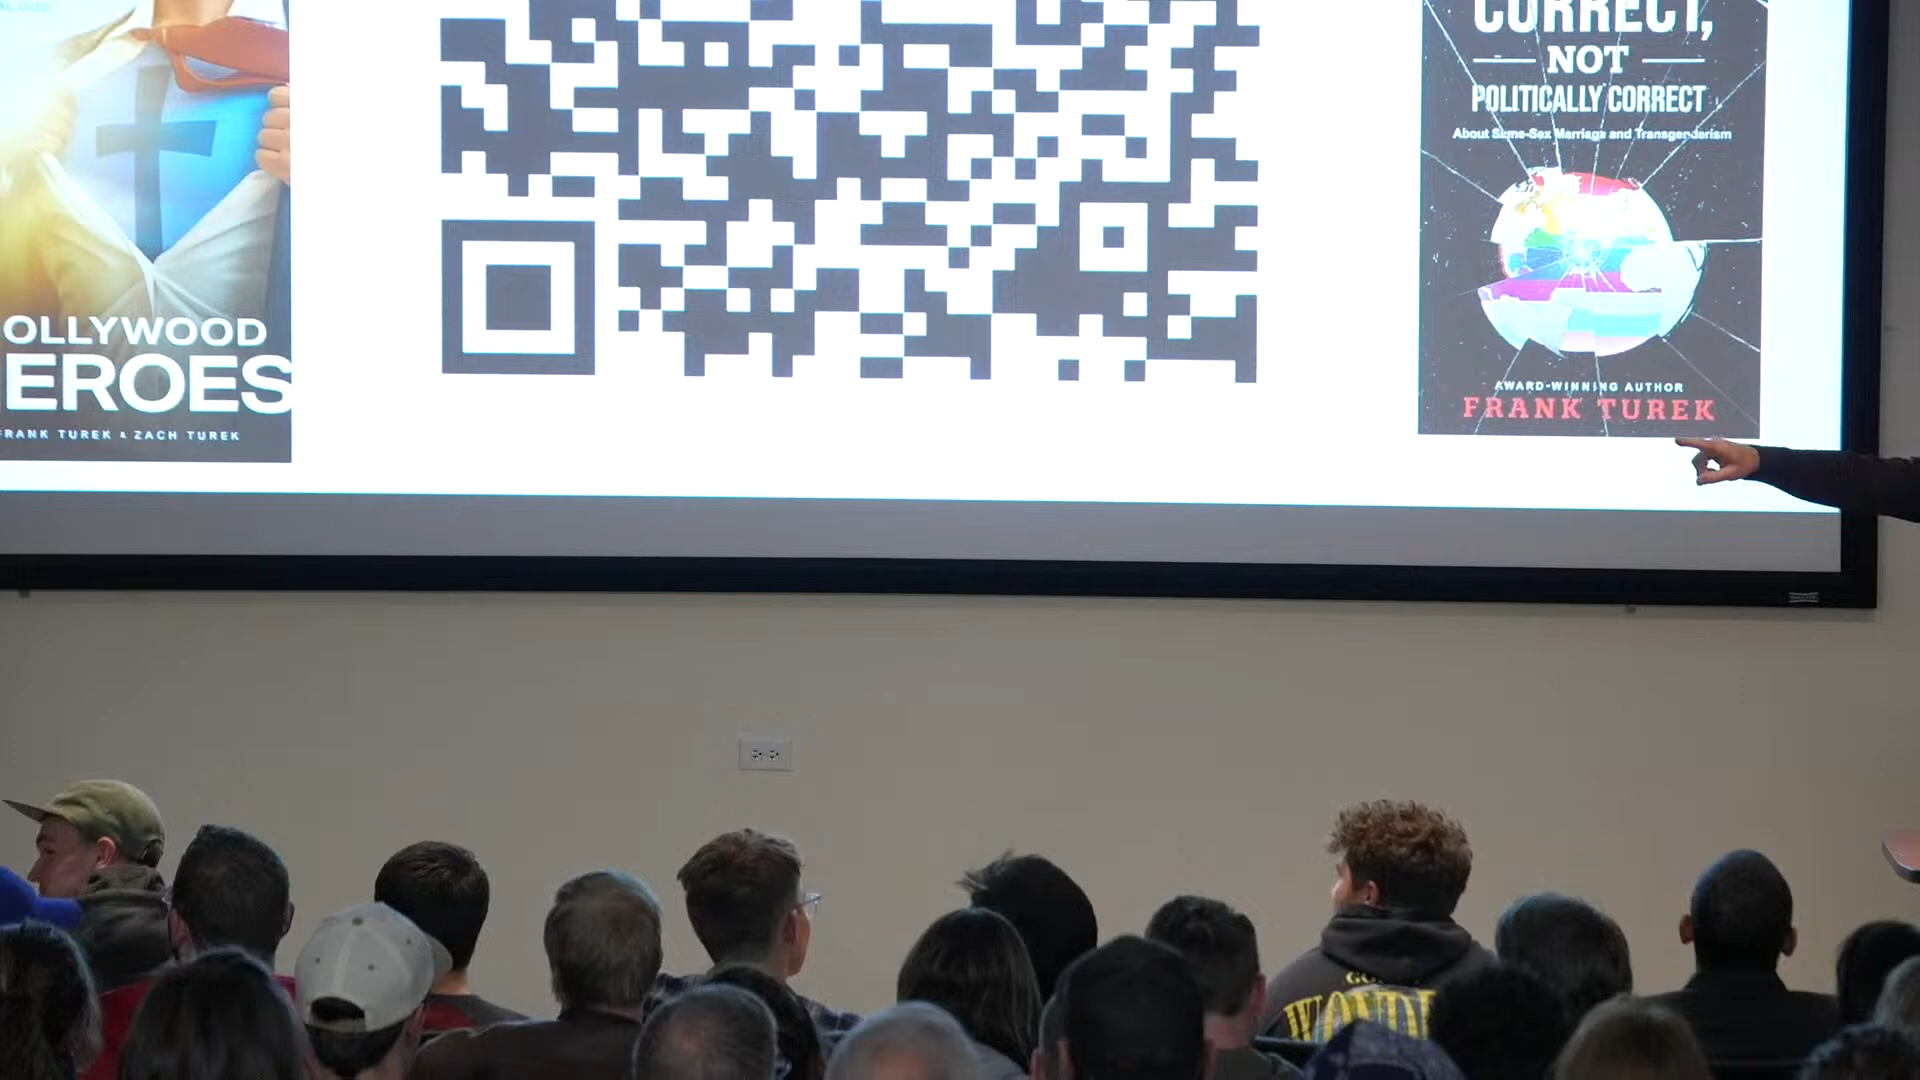 OLLYWOOD
EROES
FRANK TUREK & ZACH TUREK
CORRECT,
NOT
POLITICALLY CORRECT
About Same-Sex Marriage and Transgenderism
AWARD-WINNING AUTHOR
FRANK TUREK